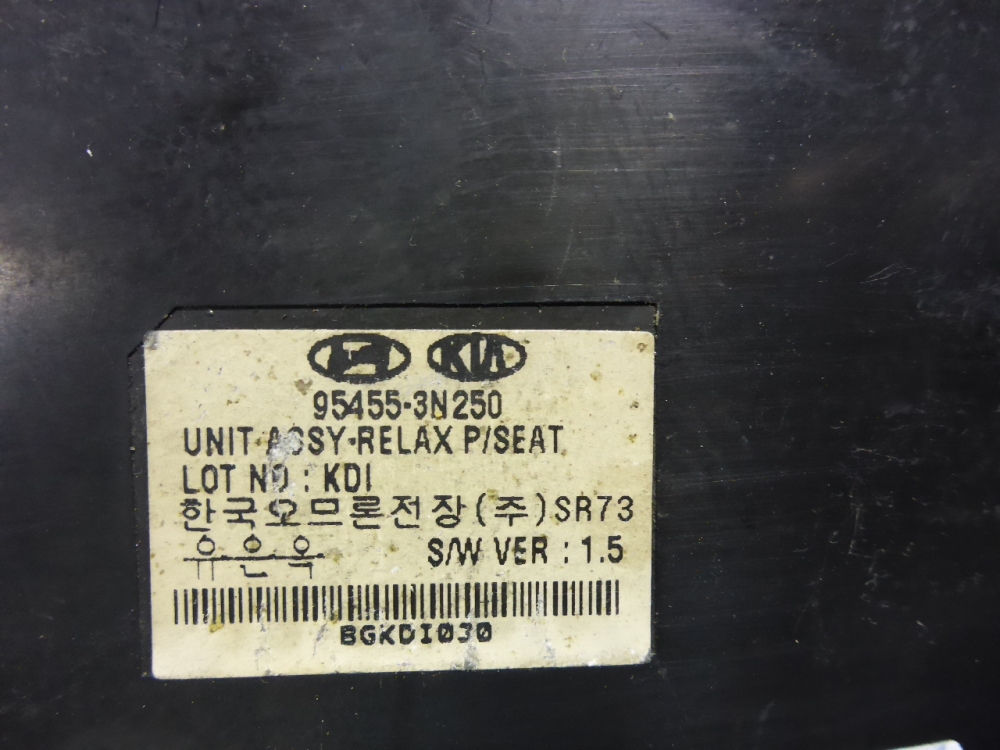 KIA
95455-3N250
UNIT ASSY-RELAX P/SEAT
LOT NO : KDI
한국오므론전장(주) SR73
유은옥 S/W VER : 1.5
BGKDI030